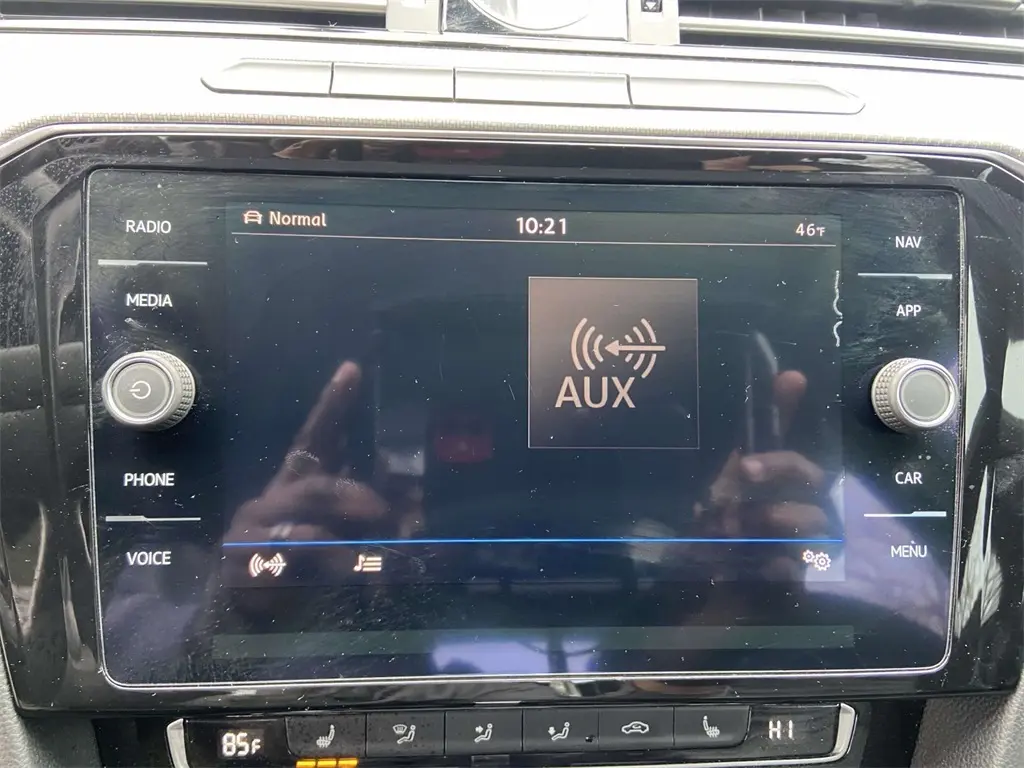 Normal
10:21
46°F
RADIO
MEDIA
PHONE
VOICE
AUX
NAV
APP
CAR
MENU
85°F
HI